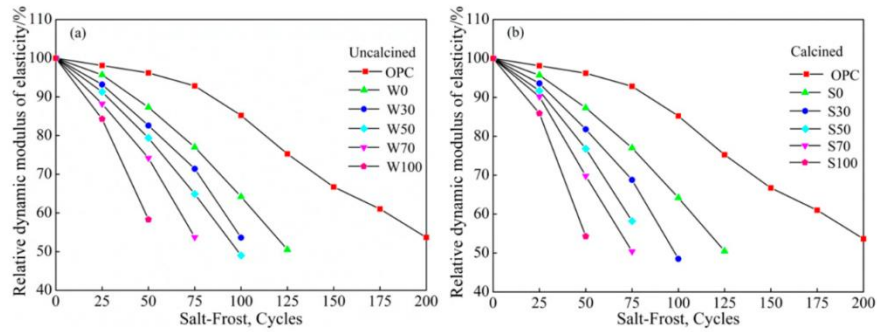 (a)
Relative dynamic modulus of elasticity/%
110
100
90
80
70
60
50
40
Uncalcined
OPC
W0
W30
W50
W70
W100
0 25 50 75 100 125 150 175 200
Salt-Frost, Cycles
(b)
Relative dynamic modulus of elasticity/%
110
100
90
80
70
60
50
40
Calcined
OPC
S0
S30
S50
S70
S100
0 25 50 75 100 125 150 175 200
Salt-Frost, Cycles